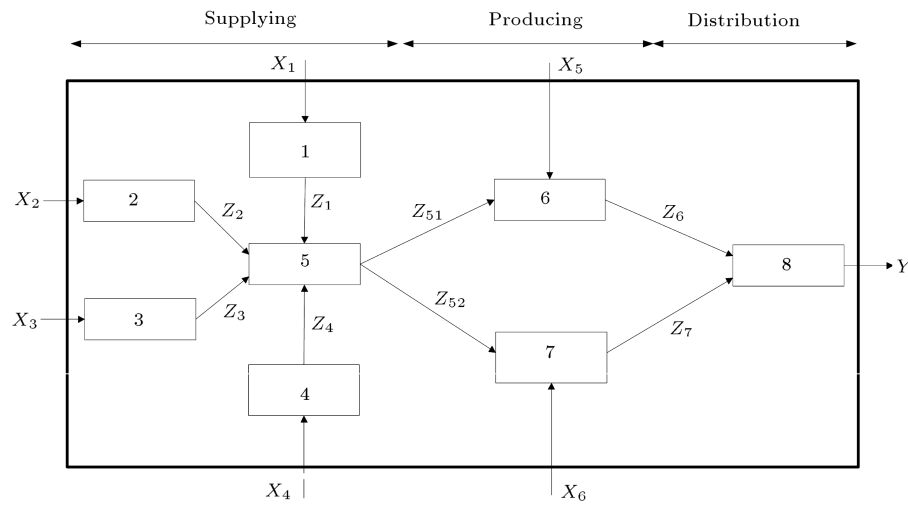 Supplying Producing Distribution
X1 X5
1
X2 2 Z2 Z1 Z51 6 Z6
5 8 Y
X3 3 Z3 Z4 Z52 7 Z7
4
X4 X6